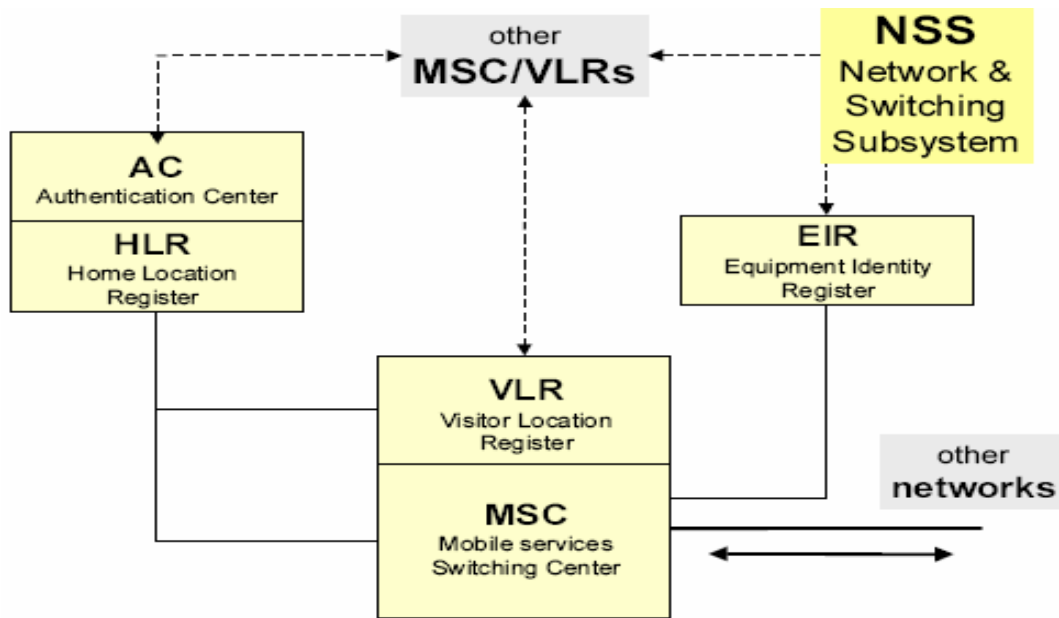 other
MSC/VLRs
NSS
Network &
Switching
Subsystem
AC
Authentication Center
HLR
Home Location
Register
EIR
Equipment Identity
Register
VLR
Visitor Location
Register
MSC
Mobile services
Switching Center
other
networks